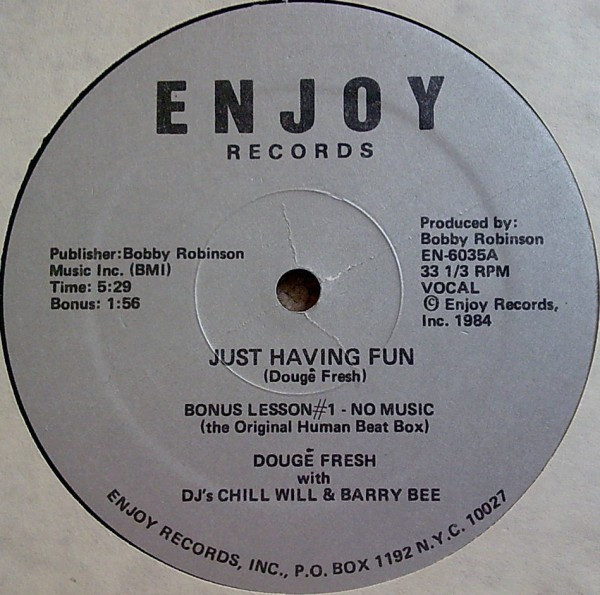 ENJOY
RECORDS
Publisher:Bobby Robinson
Music Inc. (BMI)
Time: 5:29
Bonus: 1:56
Produced by:
Bobby Robinson
EN-6035A
33 1/3 RPM
VOCAL
© Enjoy Records,
Inc. 1984
JUST HAVING FUN
(Dougē Fresh)
BONUS LESSON#1 - NO MUSIC
(the Original Human Beat Box)
DOUGĒ FRESH
with
DJ's CHILL WILL & BARRY BEE
ENJOY RECORDS, INC., P.O. BOX 1192 N.Y.C. 10027